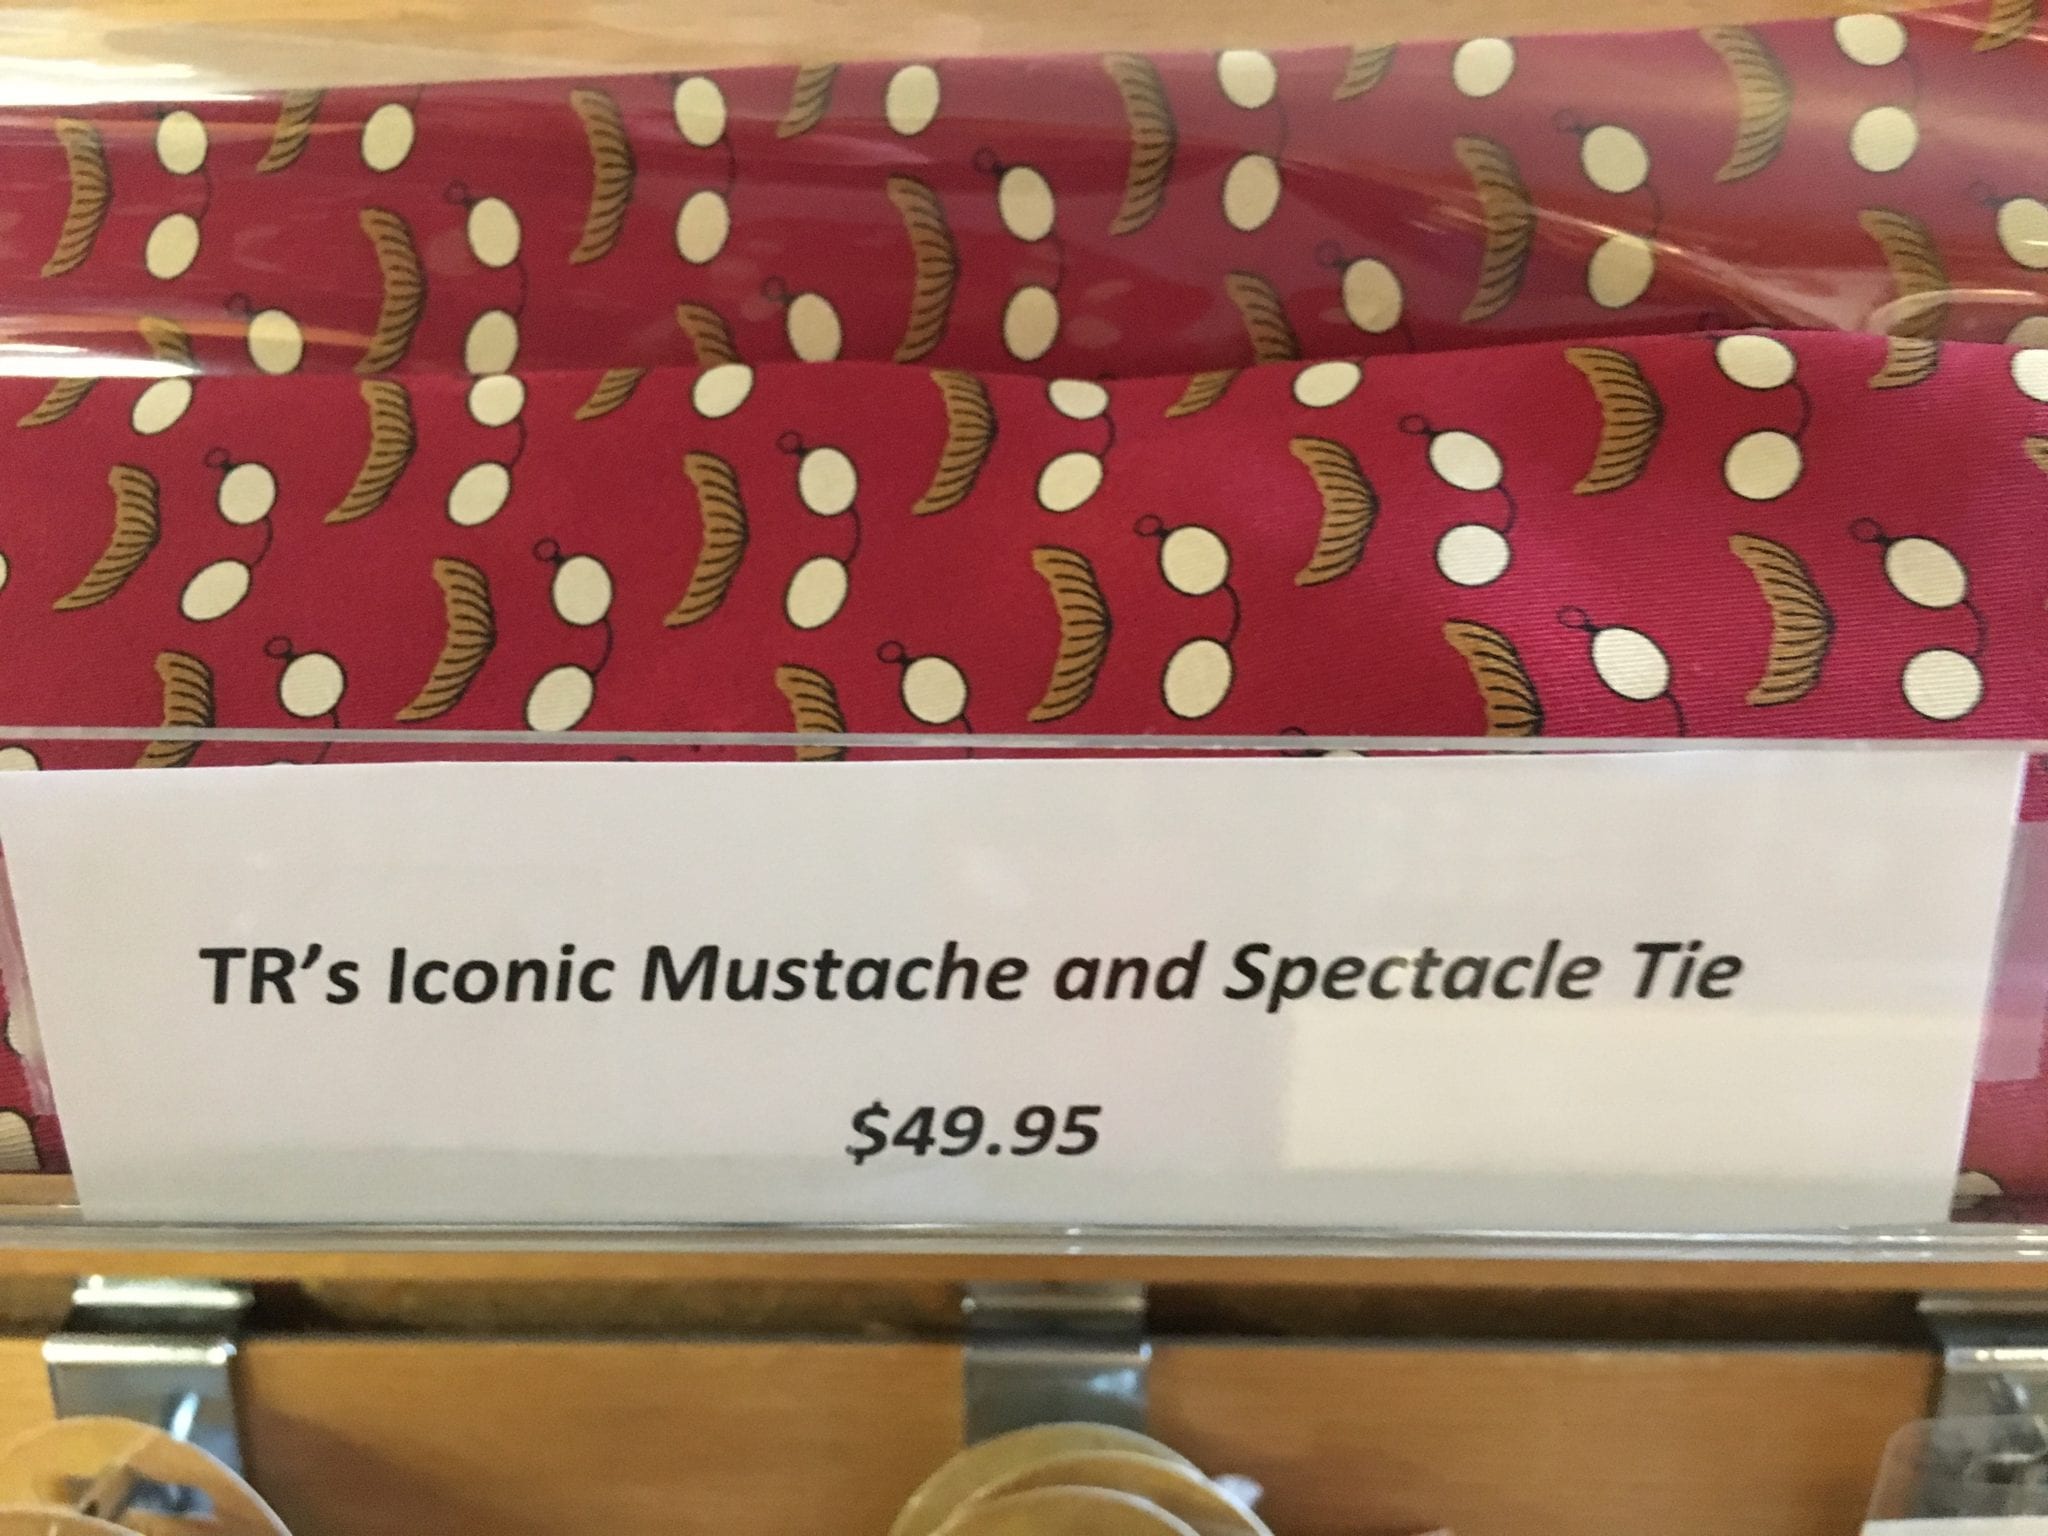 TR’s Iconic Mustache and Spectacle Tie
$49.95